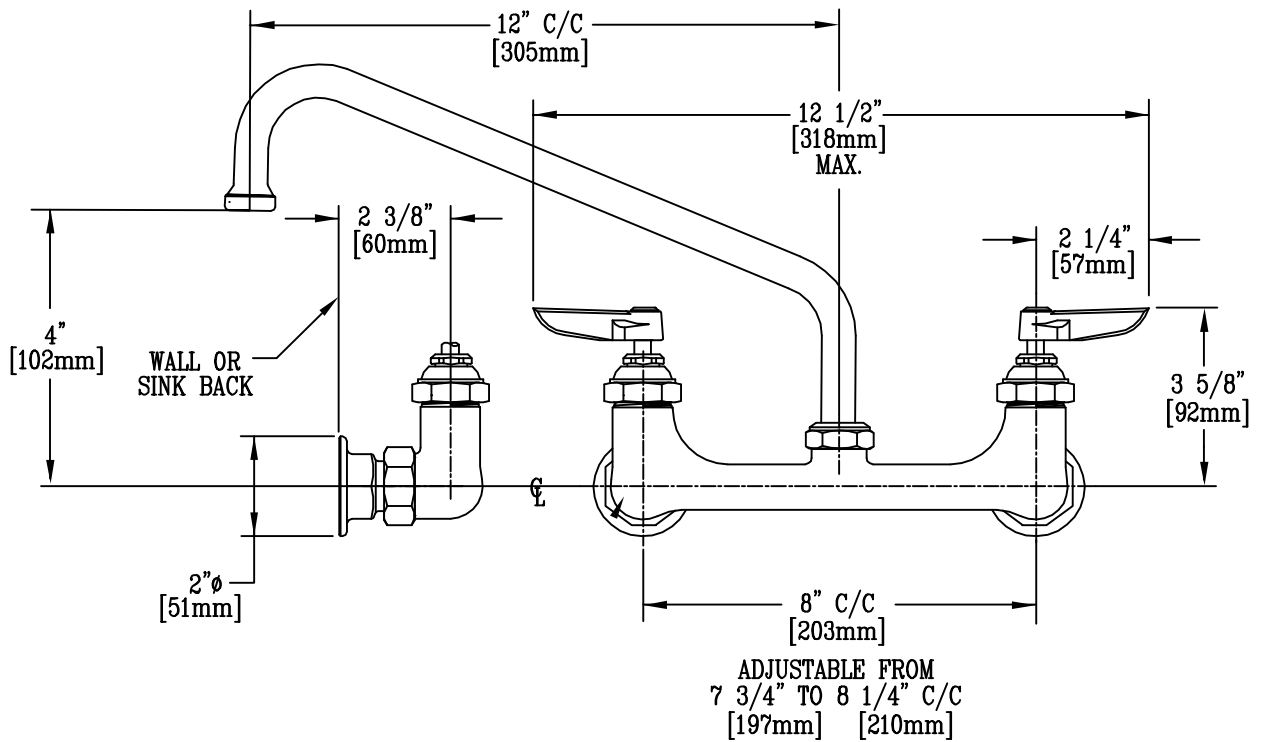 12" C/C
[305mm]
12 1/2"
[318mm]
MAX.
2 3/8"
[60mm]
2 1/4"
[57mm]
4"
[102mm]
WALL OR
SINK BACK
3 5/8"
[92mm]
℄
2"ø
[51mm]
8" C/C
[203mm]
ADJUSTABLE FROM
7 3/4" TO 8 1/4" C/C
[197mm] [210mm]